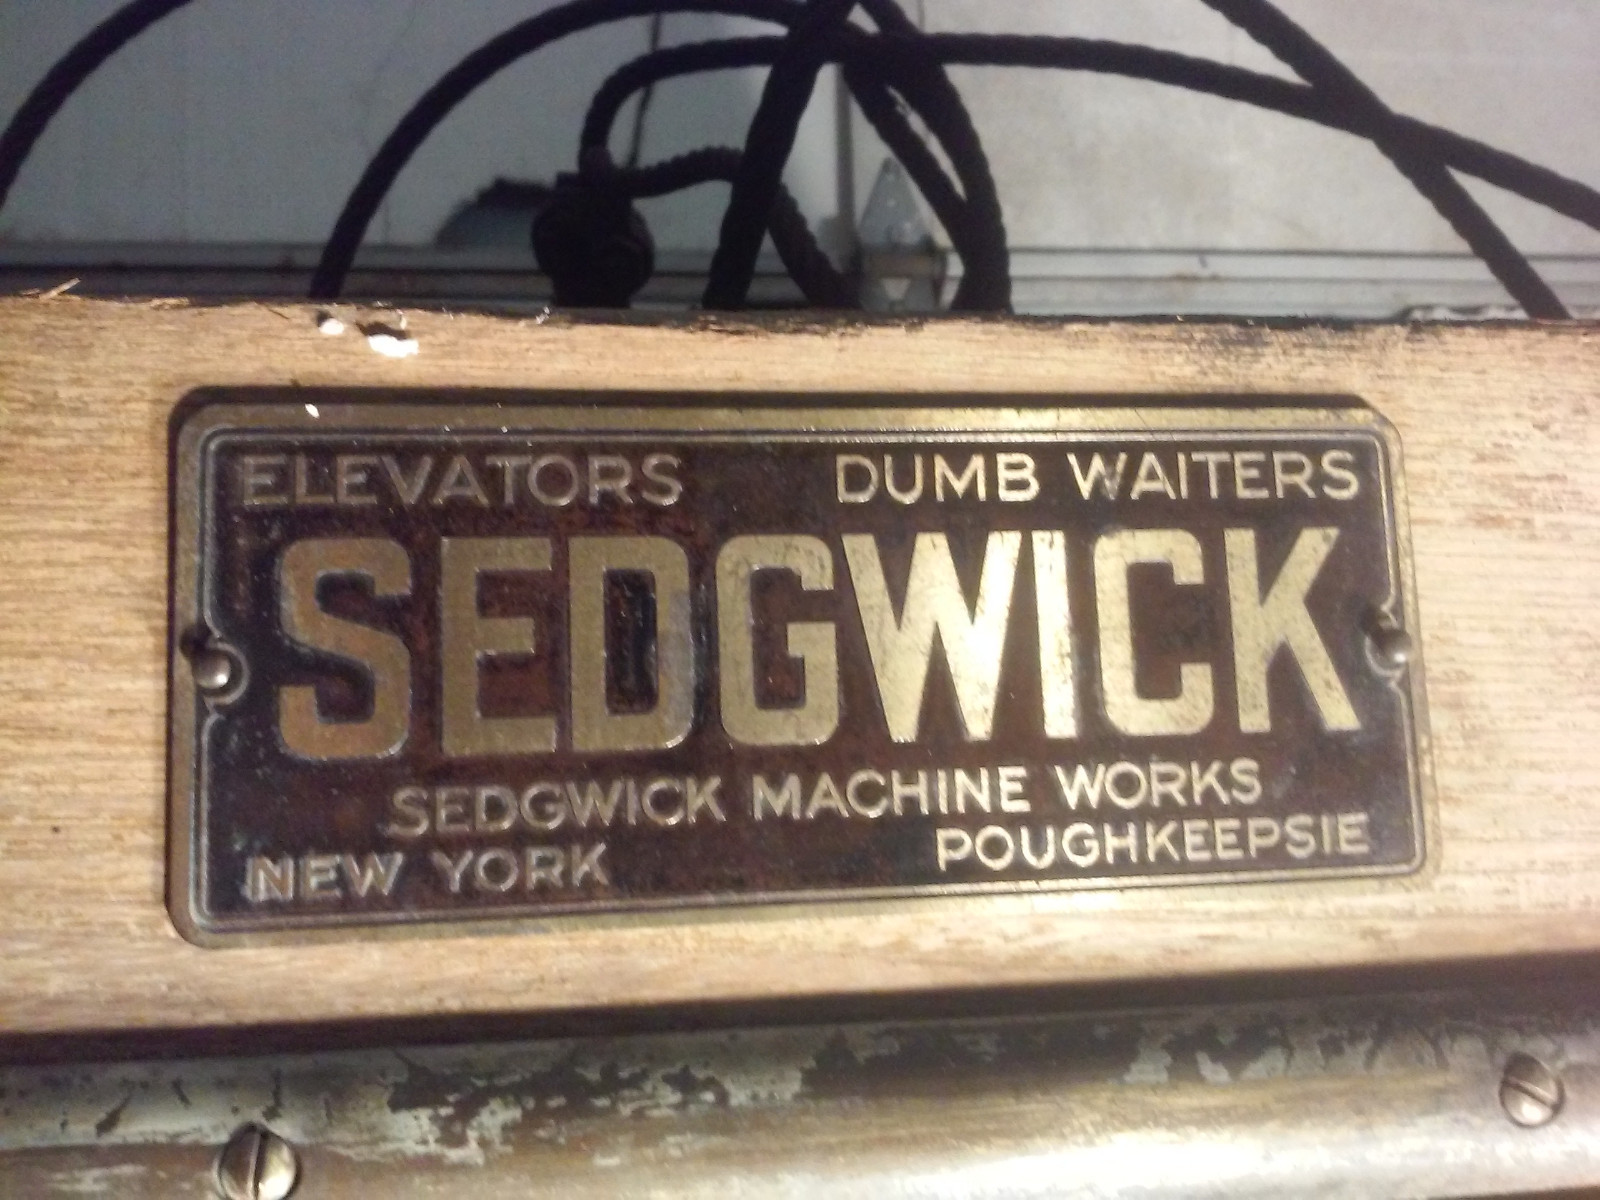 ELEVATORS DUMB WAITERS
SEDGWICK
SEDGWICK MACHINE WORKS
NEW YORK POUGHKEEPSIE